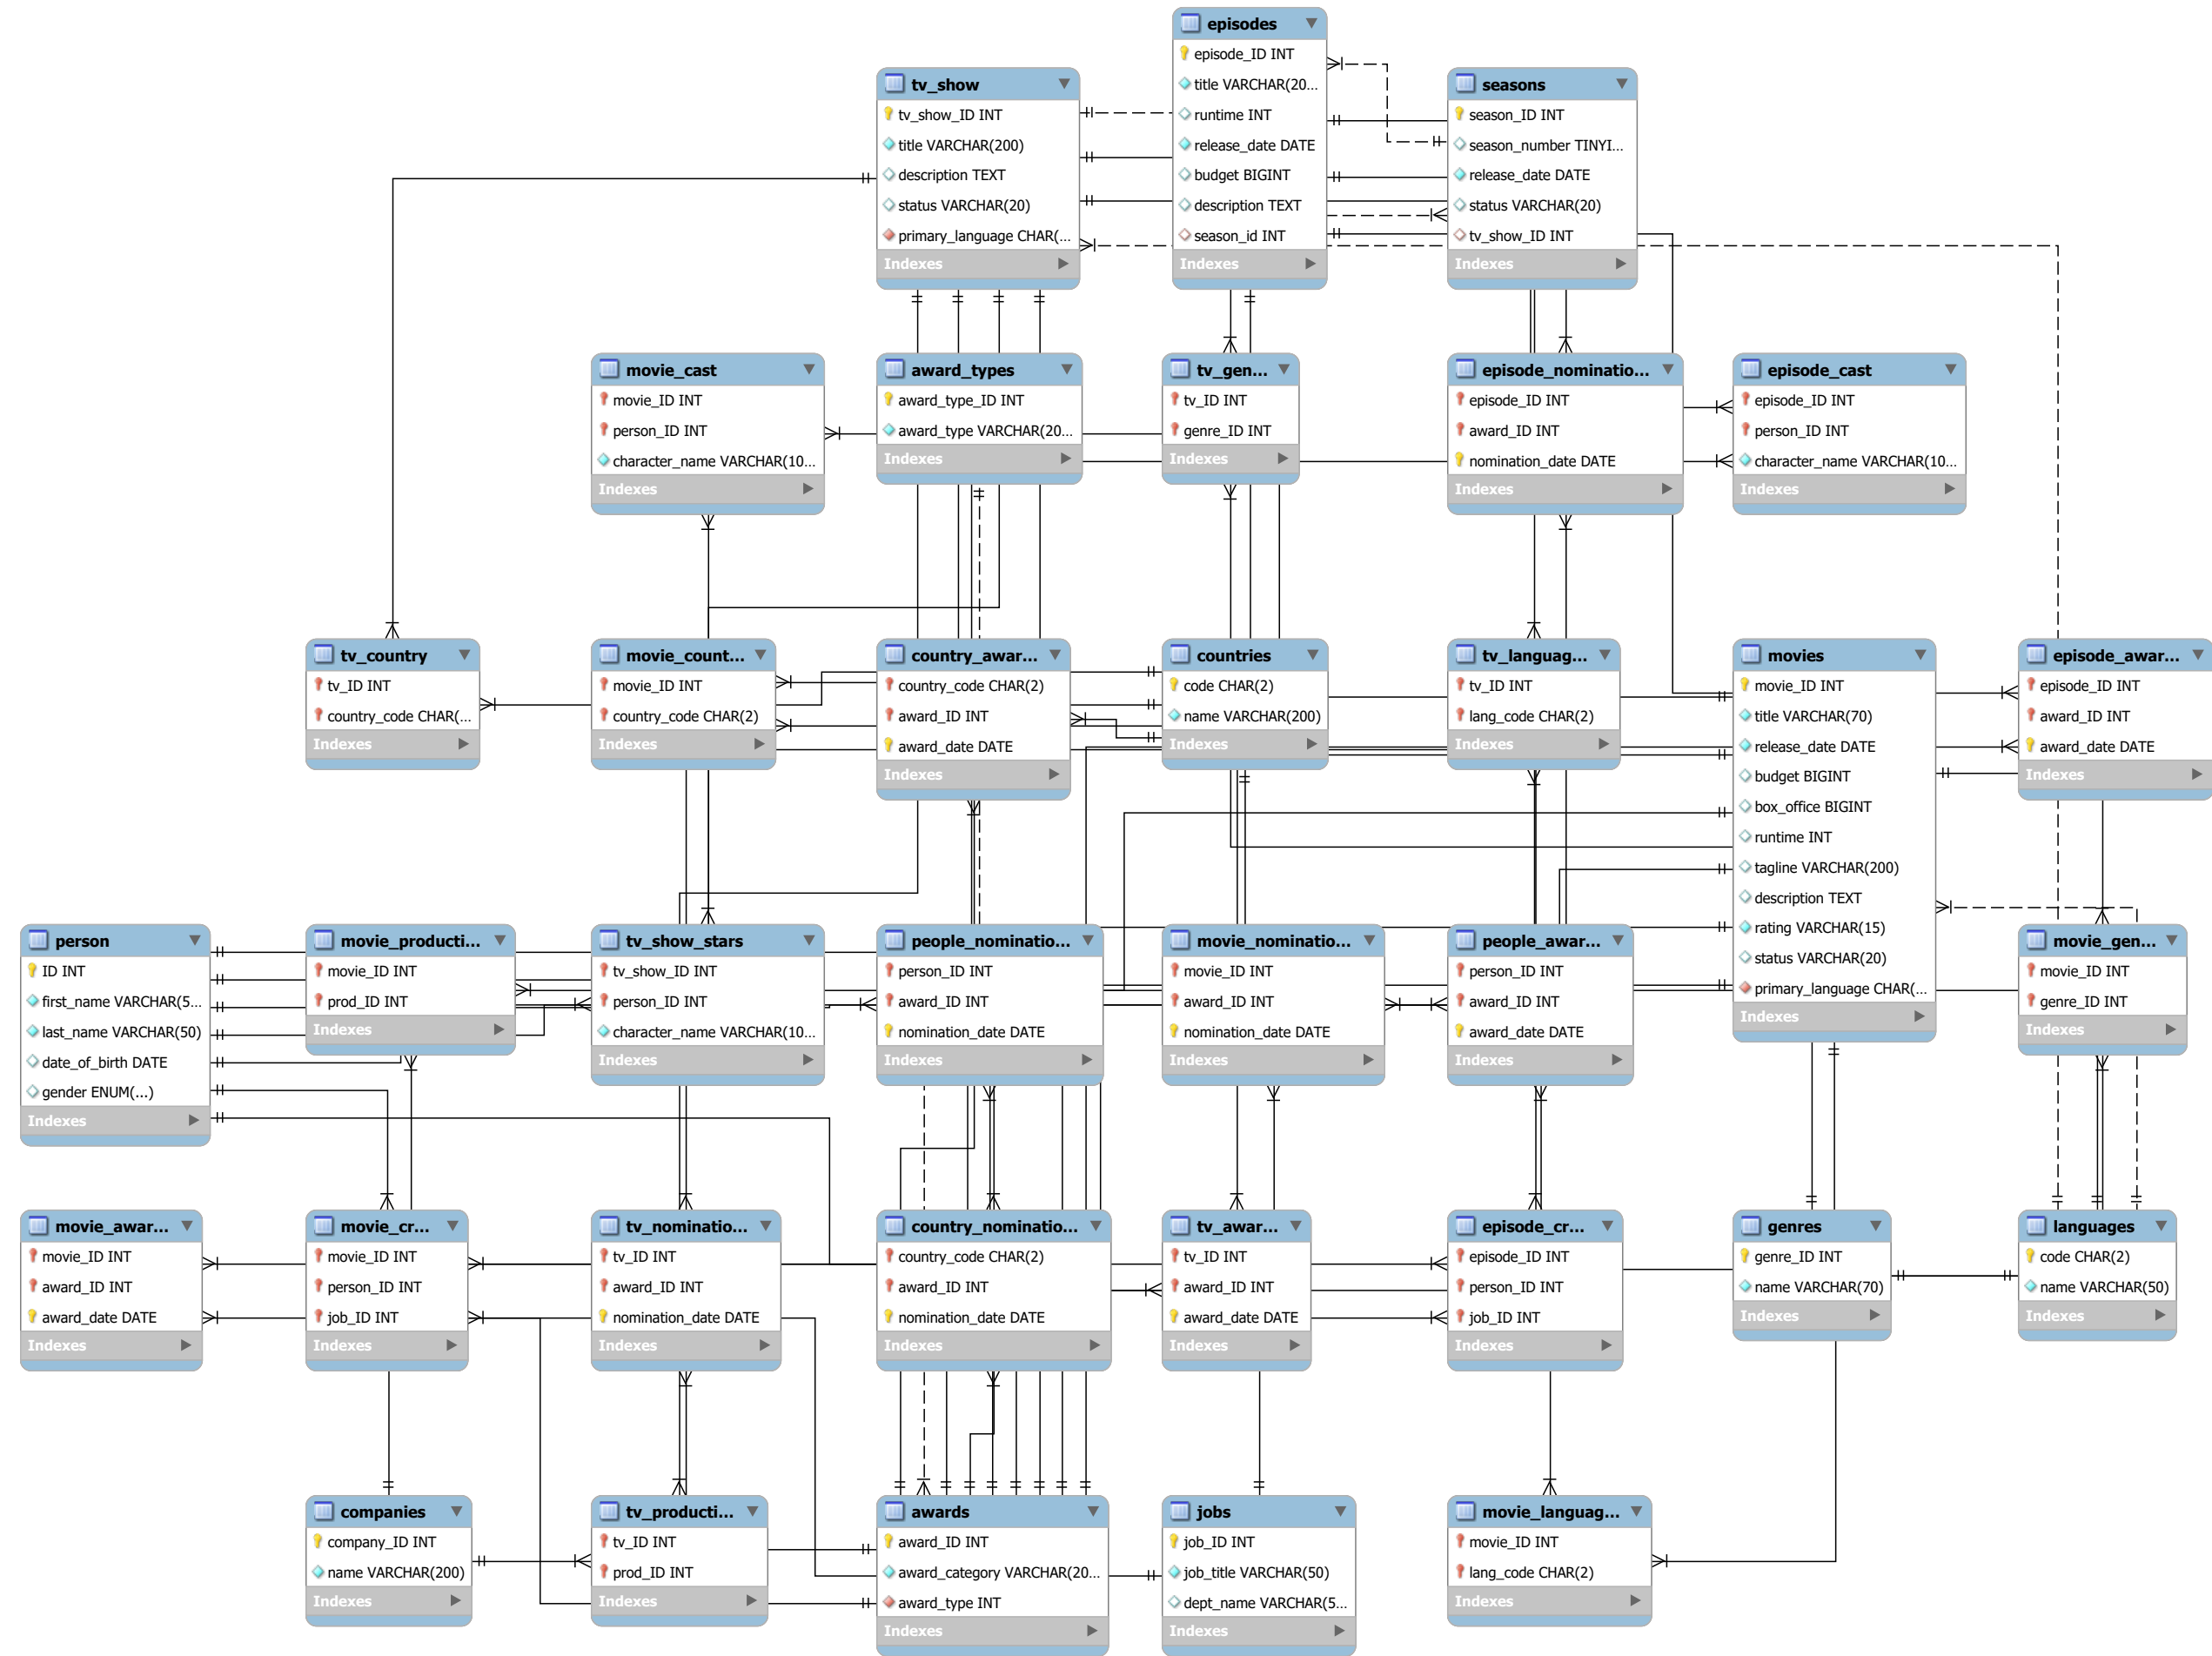 episodes
episode_ID INT
title VARCHAR(20...
runtime INT
release_date DATE
budget BIGINT
description TEXT
season_id INT
Indexes
tv_show
tv_show_ID INT
title VARCHAR(200)
description TEXT
status VARCHAR(20)
primary_language CHAR(...
Indexes
seasons
season_ID INT
season_number TINYI...
release_date DATE
status VARCHAR(20)
tv_show_ID INT
Indexes
movie_cast
movie_ID INT
person_ID INT
character_name VARCHAR(10...
Indexes
award_types
award_type_ID INT
award_type VARCHAR(20...
Indexes
tv_gen...
tv_ID INT
genre_ID INT
Indexes
episode_nominatio...
episode_ID INT
award_ID INT
nomination_date DATE
Indexes
episode_cast
episode_ID INT
person_ID INT
character_name VARCHAR(10...
Indexes
tv_country
tv_ID INT
country_code CHAR(...
Indexes
movie_count...
movie_ID INT
country_code CHAR(2)
Indexes
country_awar...
country_code CHAR(2)
award_ID INT
award_date DATE
Indexes
countries
code CHAR(2)
name VARCHAR(200)
Indexes
tv_languag...
tv_ID INT
lang_code CHAR(2)
Indexes
movies
movie_ID INT
title VARCHAR(70)
release_date DATE
budget BIGINT
box_office BIGINT
runtime INT
tagline VARCHAR(200)
description TEXT
rating VARCHAR(15)
status VARCHAR(20)
primary_language CHAR(...
Indexes
episode_awar...
episode_ID INT
award_ID INT
award_date DATE
Indexes
person
ID INT
first_name VARCHAR(5...
last_name VARCHAR(50)
date_of_birth DATE
gender ENUM(...)
Indexes
movie_producti...
movie_ID INT
prod_ID INT
Indexes
tv_show_stars
tv_show_ID INT
person_ID INT
character_name VARCHAR(10...
Indexes
people_nominatio...
person_ID INT
award_ID INT
nomination_date DATE
Indexes
movie_nominatio...
movie_ID INT
award_ID INT
nomination_date DATE
Indexes
people_awar...
person_ID INT
award_ID INT
award_date DATE
Indexes
movie_gen...
movie_ID INT
genre_ID INT
Indexes
movie_awar...
movie_ID INT
award_ID INT
award_date DATE
Indexes
movie_cr...
movie_ID INT
person_ID INT
job_ID INT
Indexes
tv_nominatio...
tv_ID INT
award_ID INT
nomination_date DATE
Indexes
country_nominatio...
country_code CHAR(2)
award_ID INT
nomination_date DATE
Indexes
tv_awar...
tv_ID INT
award_ID INT
award_date DATE
Indexes
episode_cr...
episode_ID INT
person_ID INT
job_ID INT
Indexes
genres
genre_ID INT
name VARCHAR(70)
Indexes
languages
code CHAR(2)
name VARCHAR(50)
Indexes
companies
company_ID INT
name VARCHAR(200)
Indexes
tv_producti...
tv_ID INT
prod_ID INT
Indexes
awards
award_ID INT
award_category VARCHAR(20...
award_type INT
Indexes
jobs
job_ID INT
job_title VARCHAR(50)
dept_name VARCHAR(5...
Indexes
movie_languag...
movie_ID INT
lang_code CHAR(2)
Indexes